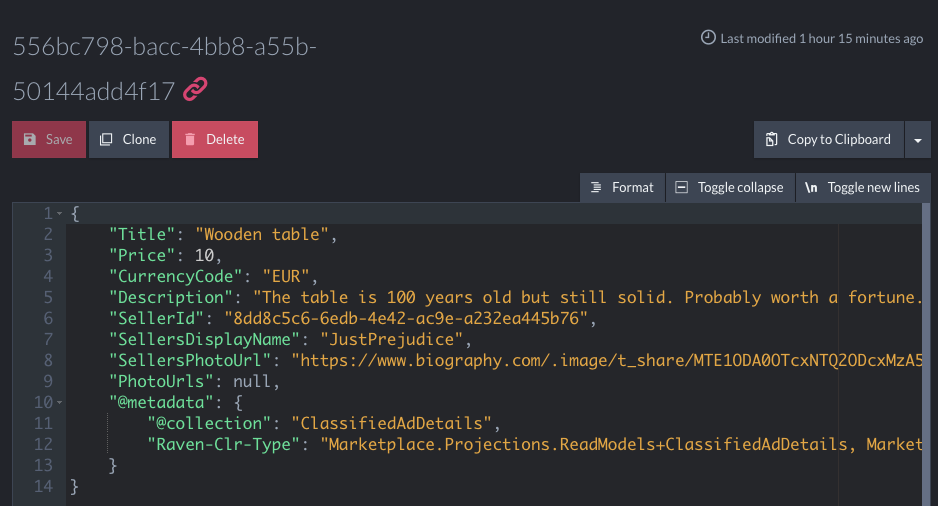 556bc798-bacc-4bb8-a55b-
50144add4f17
Last modified 1 hour 15 minutes ago
Save Clone Delete Copy to Clipboard
Format Toggle collapse \n Toggle new lines
1 {
2 "Title": "Wooden table",
3 "Price": 10,
4 "CurrencyCode": "EUR",
5 "Description": "The table is 100 years old but still solid. Probably worth a fortune.
6 "SellerId": "8dd8c5c6-6edb-4e42-ac9e-a232ea445b76",
7 "SellersDisplayName": "JustPrejudice",
8 "SellersPhotoUrl": "https://www.biography.com/.image/t_share/MTE1ODA0OTcxNTQ2ODcxMzA5
9 "PhotoUrls": null,
10 "@metadata": {
11 "@collection": "ClassifiedAdDetails",
12 "Raven-Clr-Type": "Marketplace.Projections.ReadModels+ClassifiedAdDetails, Market
13 }
14 }